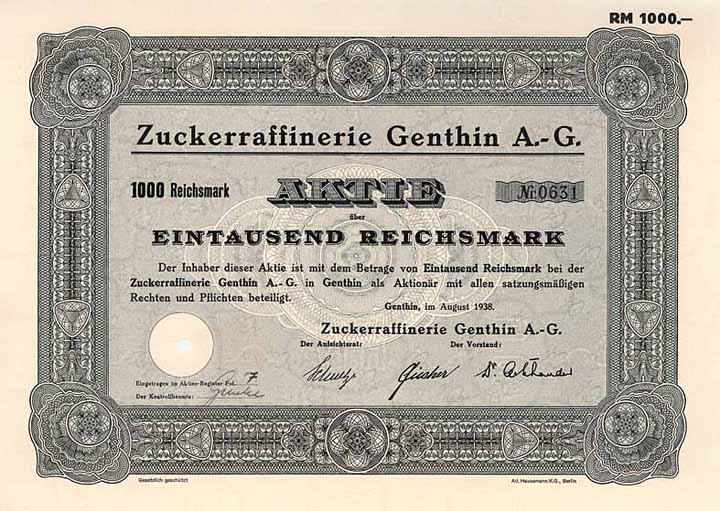 RM 1000.—
Zuckerraffinerie Genthin A.-G.
1000 Reichsmark AKTIE № 0631
über
EINTAUSEND REICHSMARK
Der Inhaber dieser Aktie ist mit dem Betrage von Eintausend Reichsmark bei der
Zuckerraffinerie Genthin A.-G. in Genthin als Aktionär mit allen satzungsmäßigen
Rechten und Pflichten beteiligt.
Genthin, im August 1938.
Zuckerraffinerie Genthin A.-G.
Der Aufsichtsrat: Der Vorstand:
Eingetragen im Aktien-Register Fol. 7
Der Kontrollbeamte:
Gesetzlich geschützt Ad. Hausmann K.G., Berlin